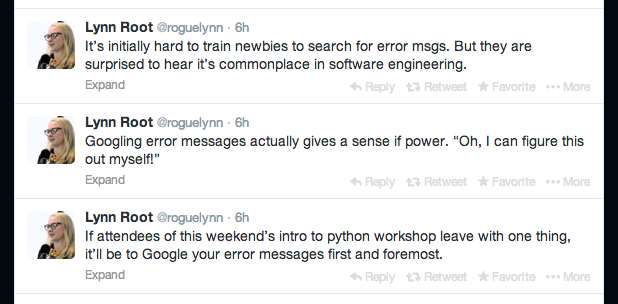 Lynn Root @roguelynn · 6h
It's initially hard to train newbies to search for error msgs. But they are
surprised to hear it's commonplace in software engineering.
Expand
Reply Retweet Favorite More
Lynn Root @roguelynn · 6h
Googling error messages actually gives a sense if power. “Oh, I can figure this
out myself!”
Expand
Reply Retweet Favorite More
Lynn Root @roguelynn · 6h
If attendees of this weekend's intro to python workshop leave with one thing,
it'll be to Google your error messages first and foremost.
Expand
Reply Retweet Favorite More